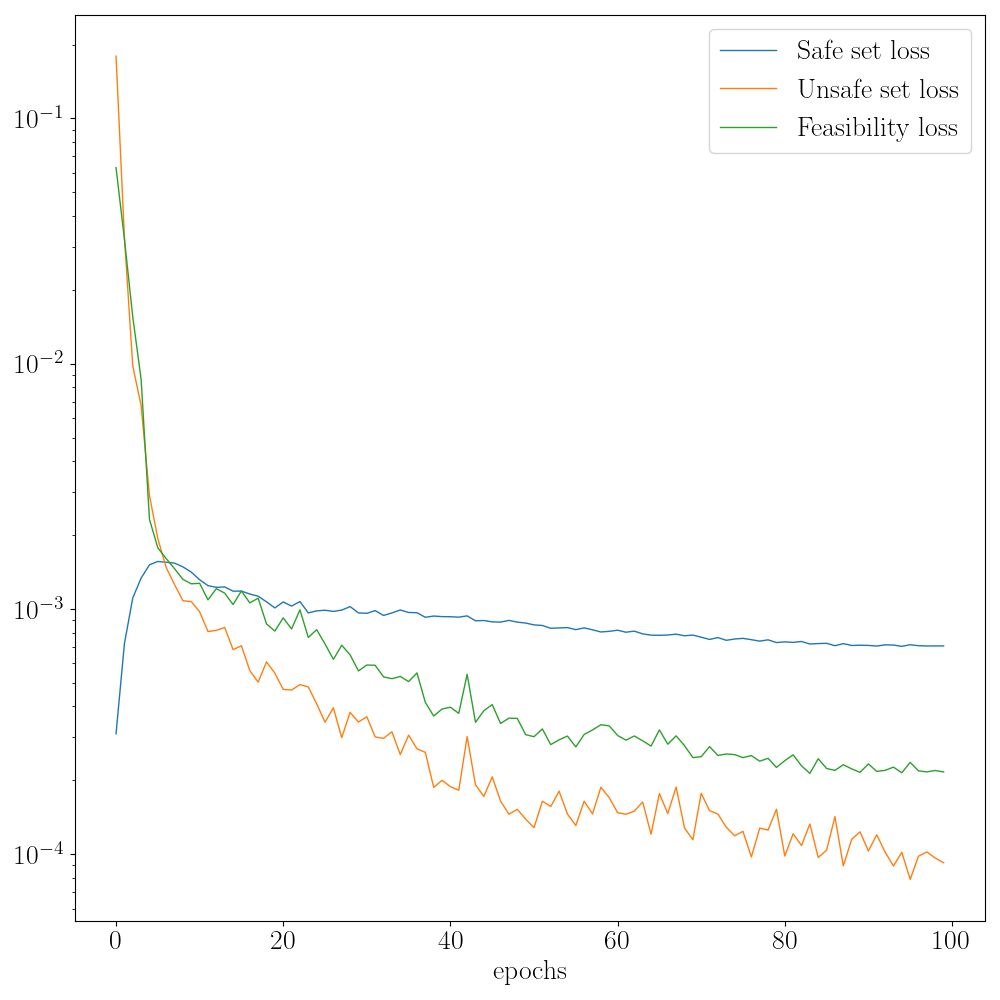 Safe set loss
Unsafe set loss
Feasibility loss
10⁻¹
10⁻²
10⁻³
10⁻⁴
0 20 40 60 80 100
epochs